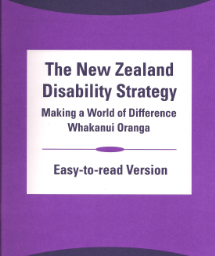 The New Zealand
Disability Strategy
Making a World of Difference
Whakanui Oranga
Easy-to-read Version